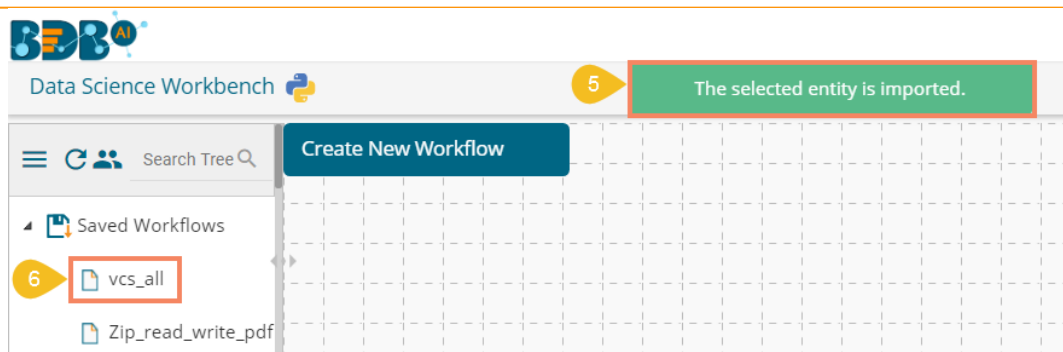 BDB AI
Data Science Workbench
5
The selected entity is imported.
Search Tree
Create New Workflow
Saved Workflows
6
vcs_all
Zip_read_write_pdf